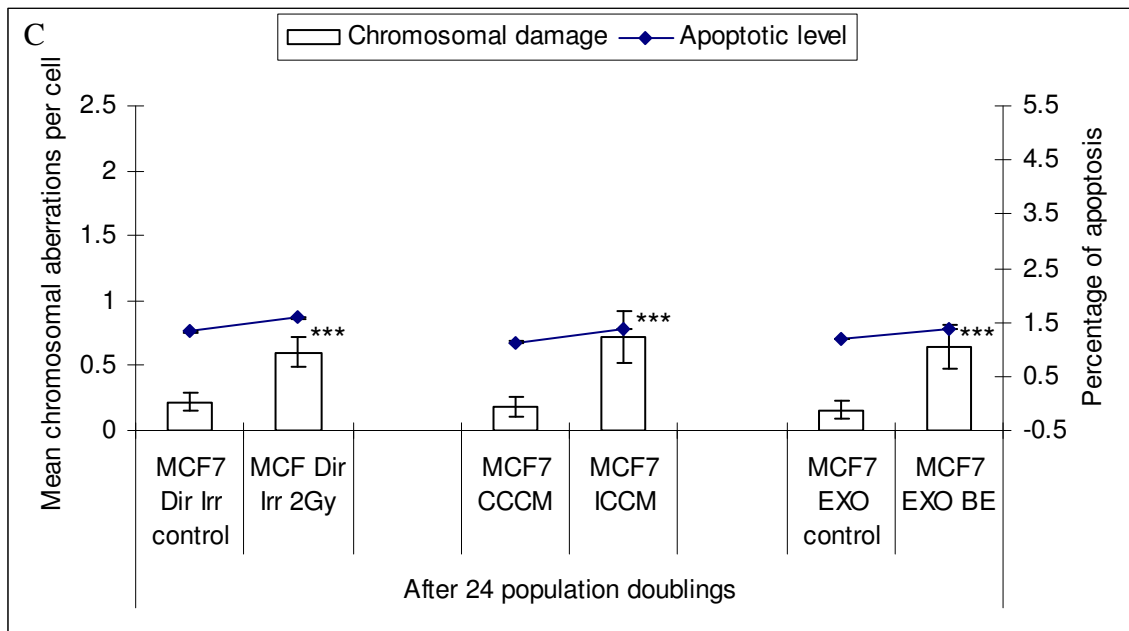 C
Chromosomal damage Apoptotic level
Mean chromosomal aberrations per cell
2.5
2
1.5
1
0.5
0
5.5
4.5
3.5
2.5
1.5
0.5
-0.5
Percentage of apoptosis
***
***
***
MCF7
Dir Irr
control
MCF Dir
Irr 2Gy
MCF7
CCCM
MCF7
ICCM
MCF7
EXO
control
MCF7
EXO BE
After 24 population doublings